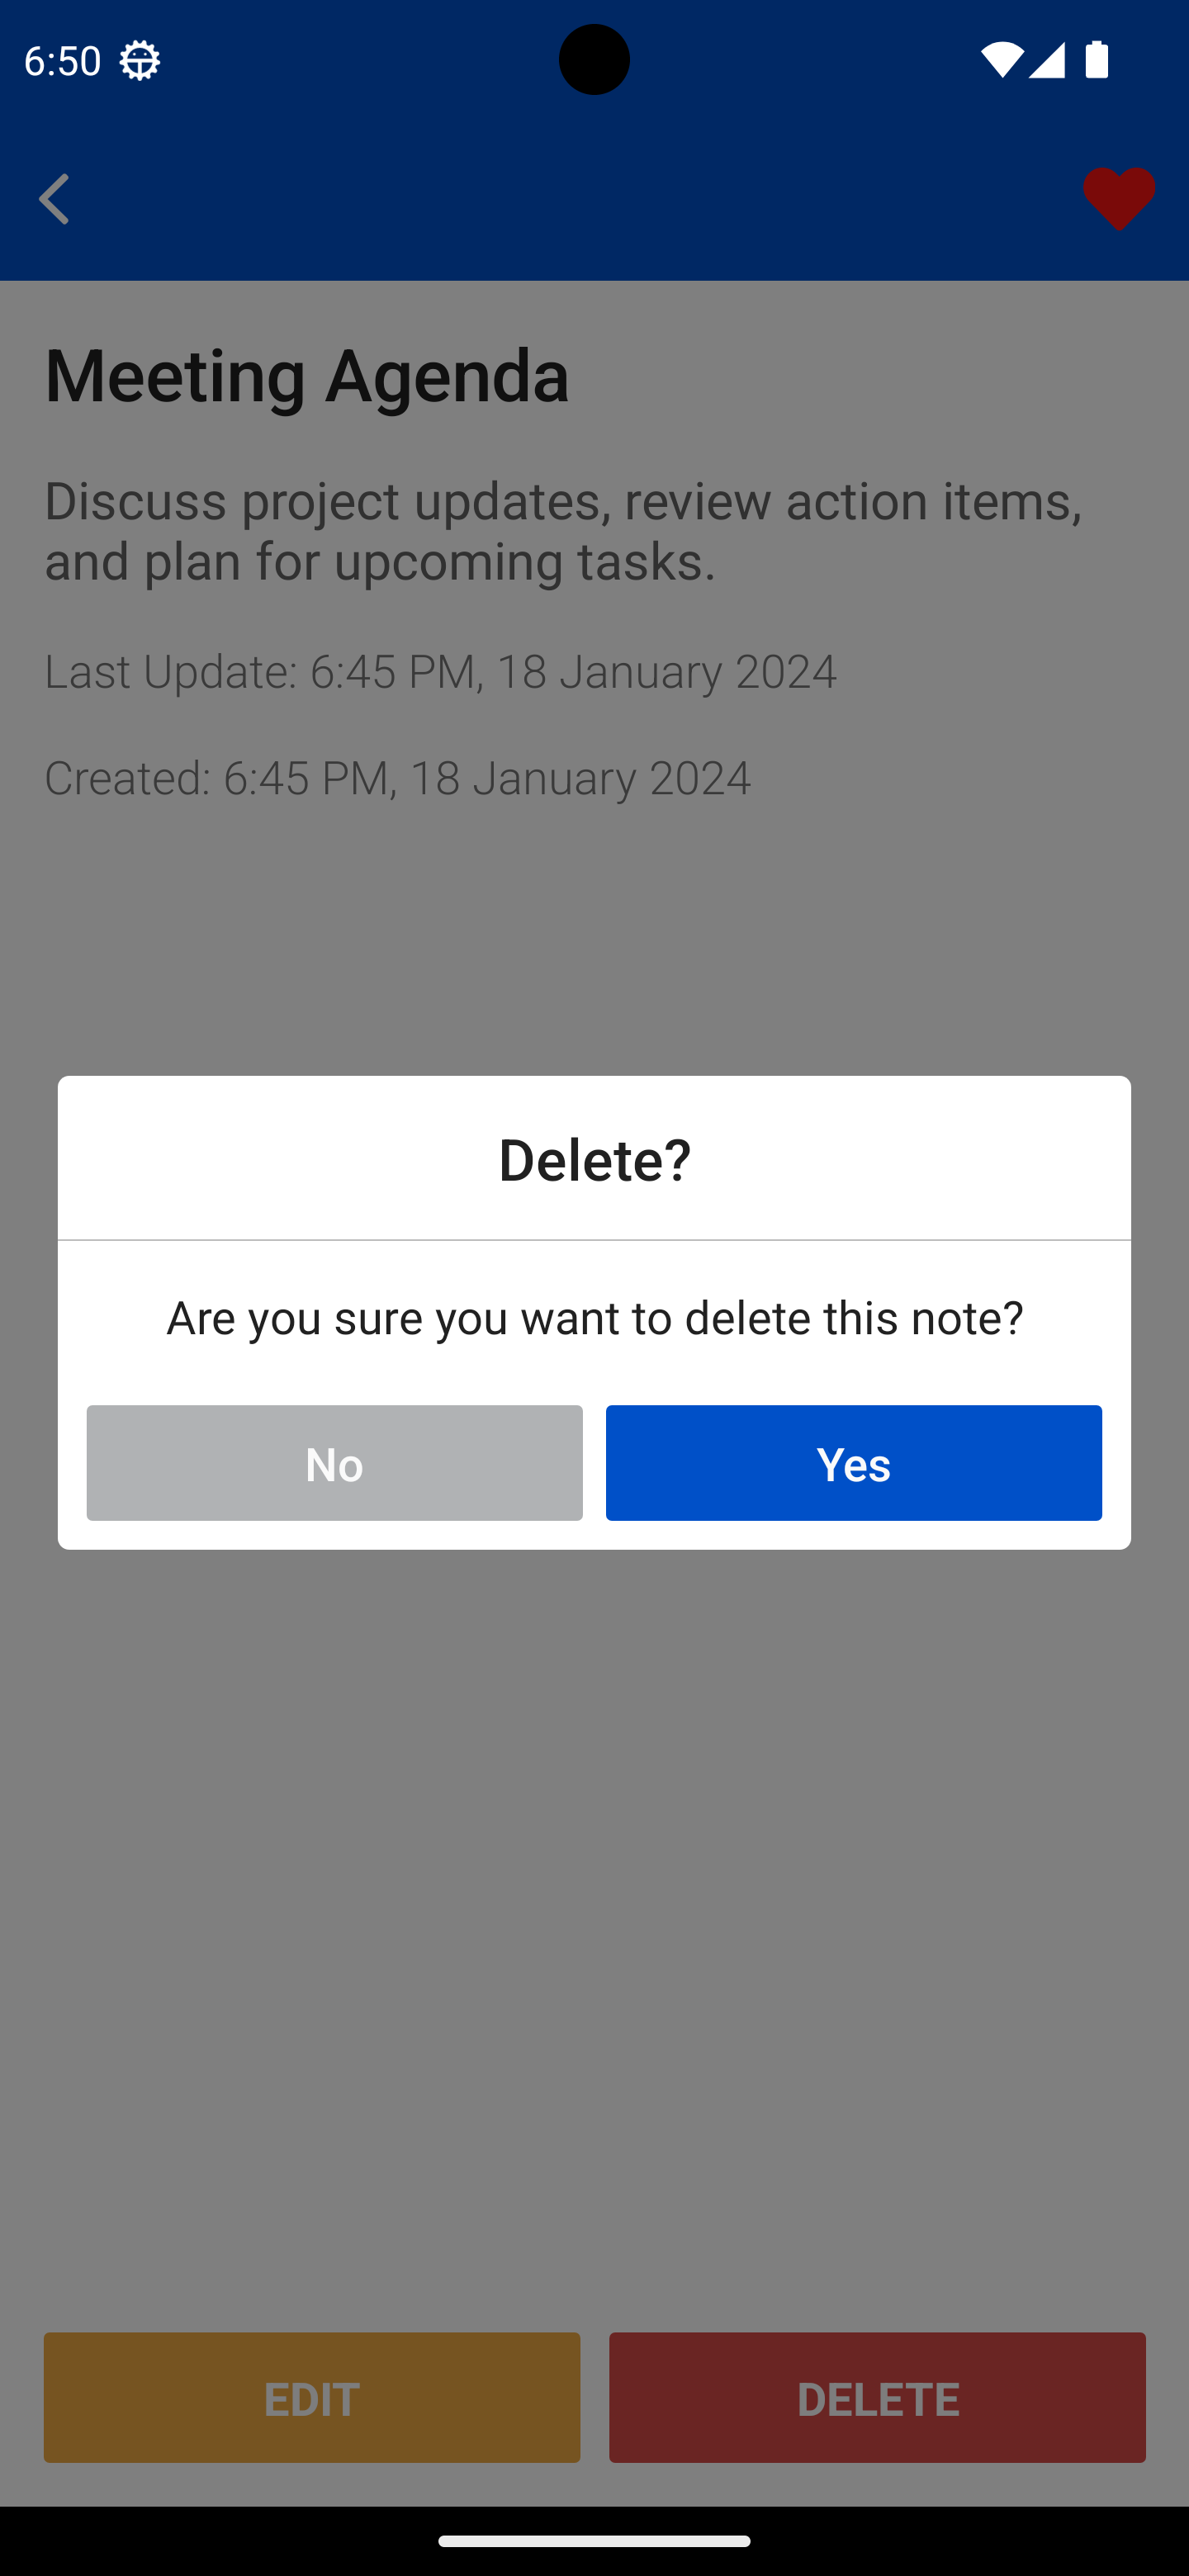 6:50
Meeting Agenda
Discuss project updates, review action items,
and plan for upcoming tasks.
Last Update: 6:45 PM, 18 January 2024
Created: 6:45 PM, 18 January 2024
Delete?
Are you sure you want to delete this note?
No
Yes
EDIT
DELETE